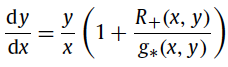 dy/dx = y/x (1 + R₊(x, y)/g∗(x, y))